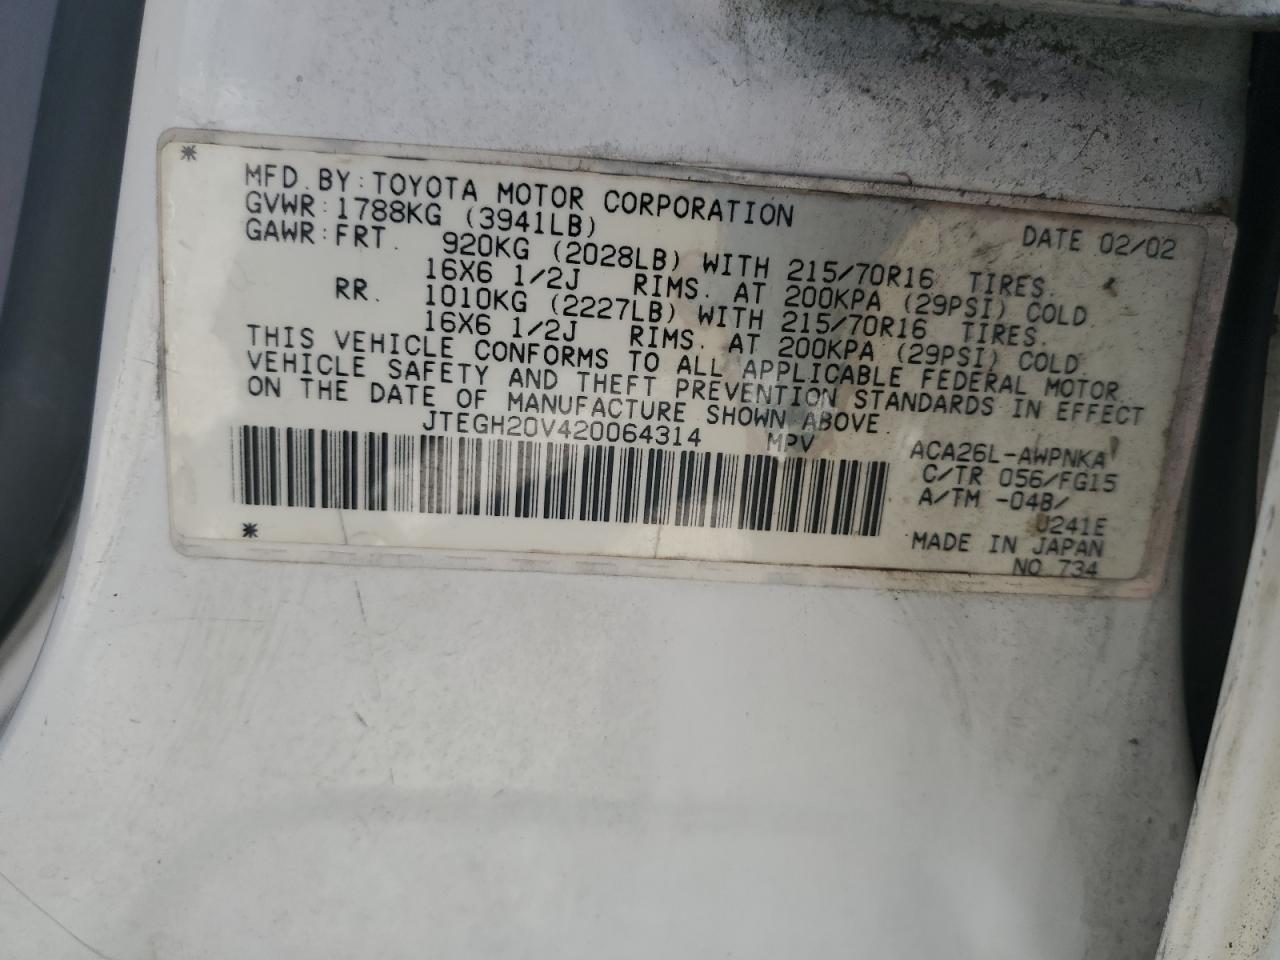 MFD. BY: TOYOTA MOTOR CORPORATION
DATE 02/02
GVWR: 1788KG (3941LB)
GAWR: FRT. 920KG (2028LB) WITH 215/70R16 TIRES.
16X6 1/2J RIMS. AT 200KPA (29PSI) COLD
RR. 1010KG (2227LB) WITH 215/70R16 TIRES.
16X6 1/2J RIMS. AT 200KPA (29PSI) COLD.
THIS VEHICLE CONFORMS TO ALL APPLICABLE FEDERAL MOTOR
VEHICLE SAFETY AND THEFT PREVENTION STANDARDS IN EFFECT
ON THE DATE OF MANUFACTURE SHOWN ABOVE.
JTEGH20V420064314 MPV
ACA26L-AWPNKA
C/TR 056/FG15
A/TM -04B/
U241E
MADE IN JAPAN
NO 734